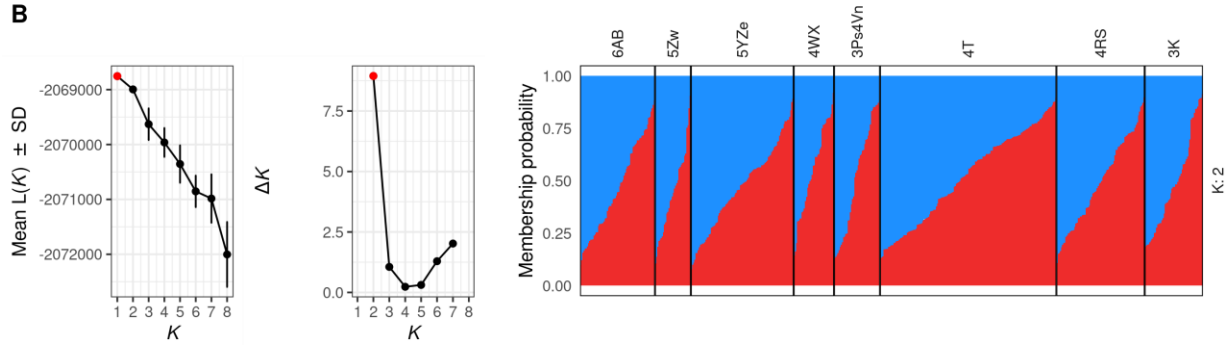 B
Mean L(K) ± SD
-2069000
-2070000
-2071000
-2072000
1 2 3 4 5 6 7 8
K
ΔK
7.5
5.0
2.5
0.0
1 2 3 4 5 6 7 8
K
6AB
5Zw
5YZe
4WX
3Ps4Vn
4T
4RS
3K
Membership probability
1.00
0.75
0.50
0.25
0.00
K: 2